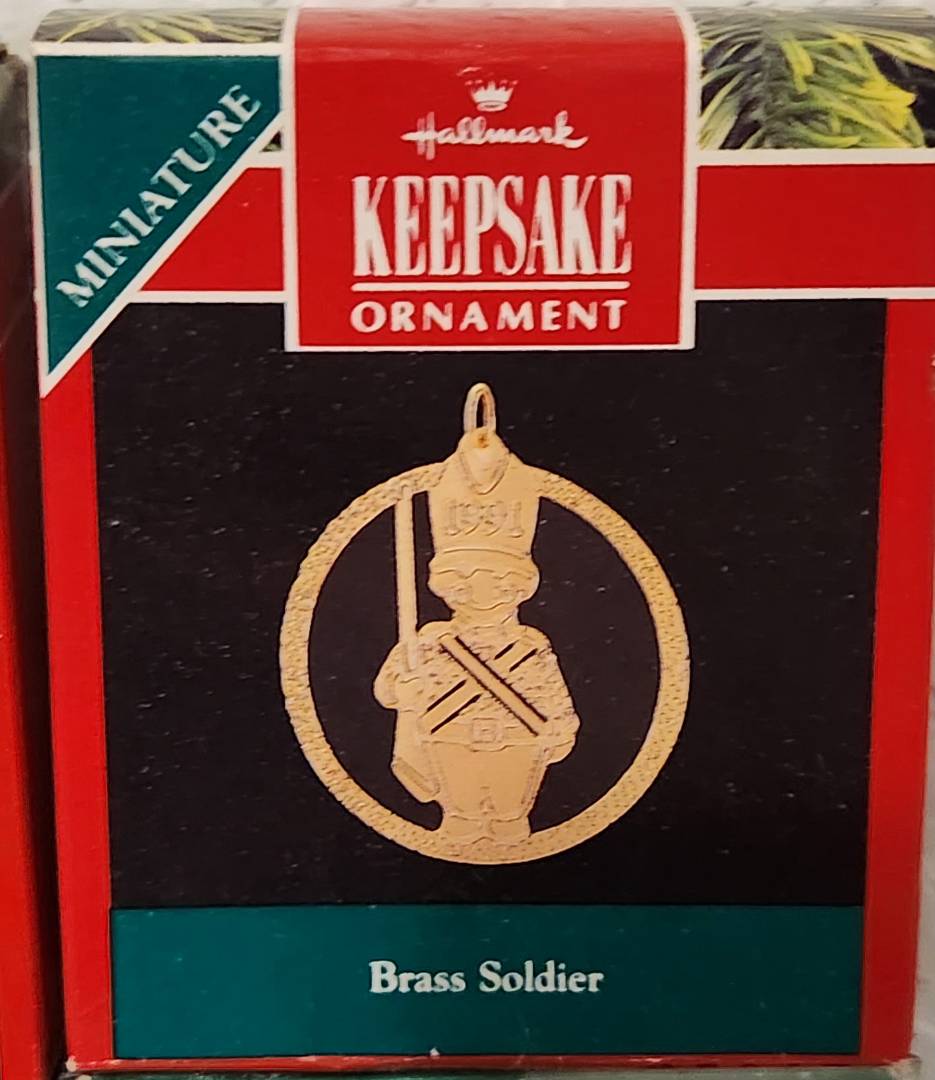 MINIATURE
Hallmark
KEEPSAKE
ORNAMENT
1991
Brass Soldier